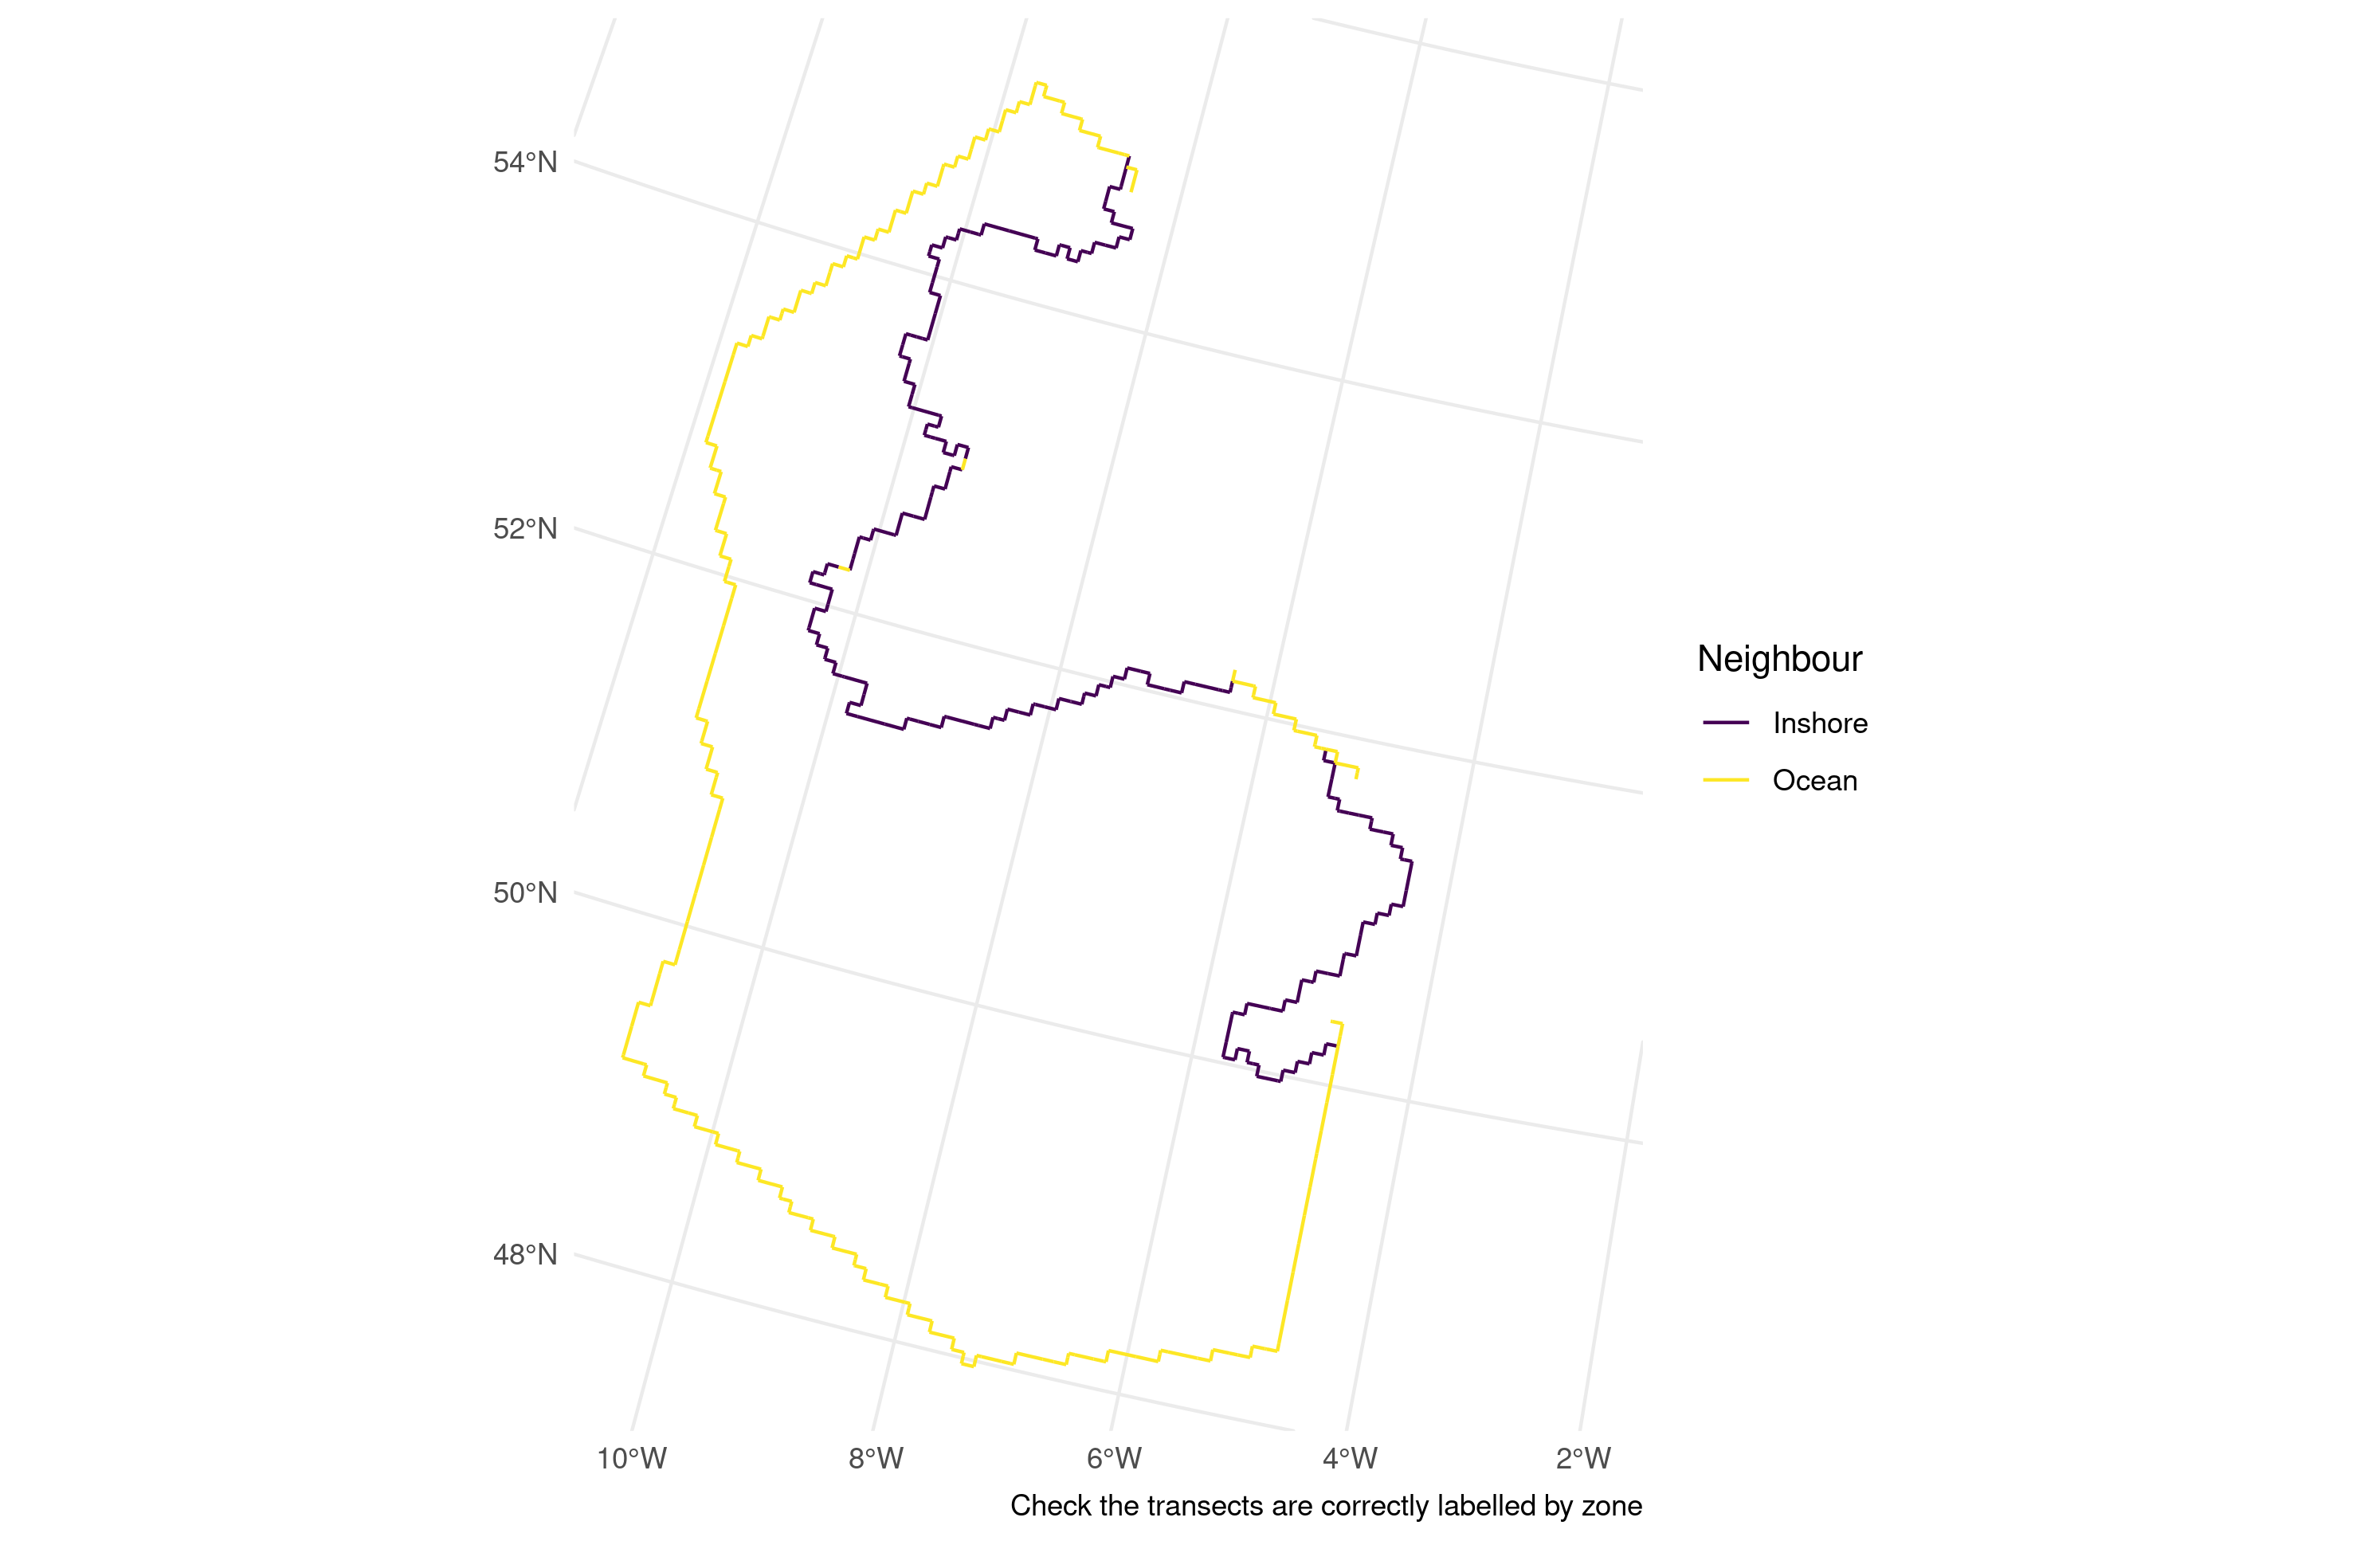 54°N
52°N
50°N
48°N
10°W
8°W
6°W
4°W
2°W
Neighbour
Inshore
Ocean
Check the transects are correctly labelled by zone